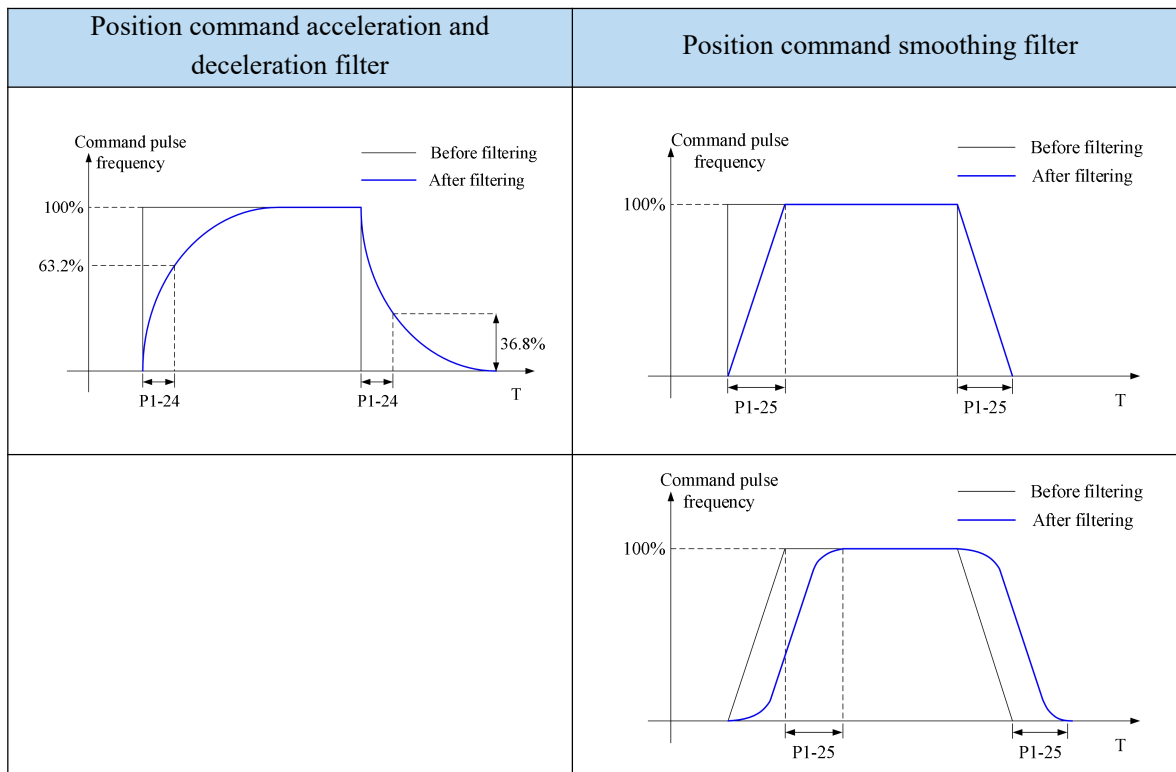 Position command acceleration and
deceleration filter
Position command smoothing filter
Command pulse
frequency
Before filtering
After filtering
100%
63.2%
36.8%
P1-24
P1-24
T
Command pulse
frequency
Before filtering
After filtering
100%
P1-25
P1-25
T
Command pulse
frequency
Before filtering
After filtering
100%
P1-25
P1-25
T